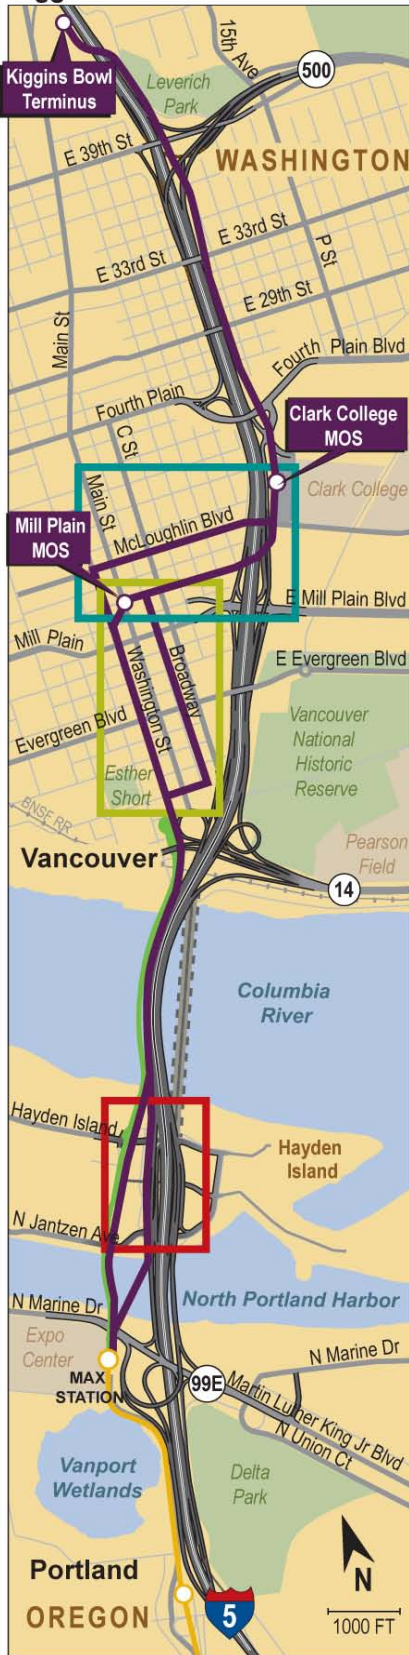 Kiggins Bowl
Terminus
15th Ave
500
Leverich
Park
E 39th St
WASHINGTON
E 33rd St
E 33rd St
P St
E 29th St
Main St
Fourth Plain Blvd
Fourth Plain
Clark College
MOS
C St
Main St
Clark College
Mill Plain
MOS
McLoughlin Blvd
E Mill Plain Blvd
Mill Plain
Broadway
Washington St
E Evergreen Blvd
Evergreen Blvd
Vancouver
National
Historic
Reserve
Esther
Short
BNSF RR
Vancouver
Pearson
Field
14
Columbia
River
Hayden Island
Hayden
Island
N Jantzen Ave
North Portland Harbor
N Marine Dr
Expo
Center
N Marine Dr
MAX
STATION
99E
Martin Luther King Jr Blvd
N Union Ct
Vanport
Wetlands
Delta
Park
Portland
OREGON
5
N
1000 FT